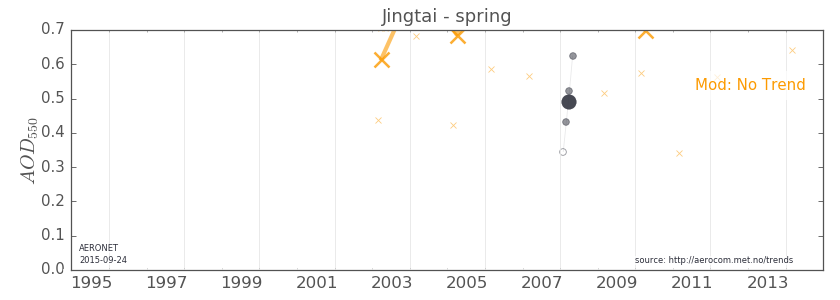 Jingtai - spring
0.7
0.6
0.5
0.4
0.3
0.2
0.1
0.0
AOD550
Mod: No Trend
AERONET
2015-09-24
source: http://aerocom.met.no/trends
1995 1997 1999 2001 2003 2005 2007 2009 2011 2013